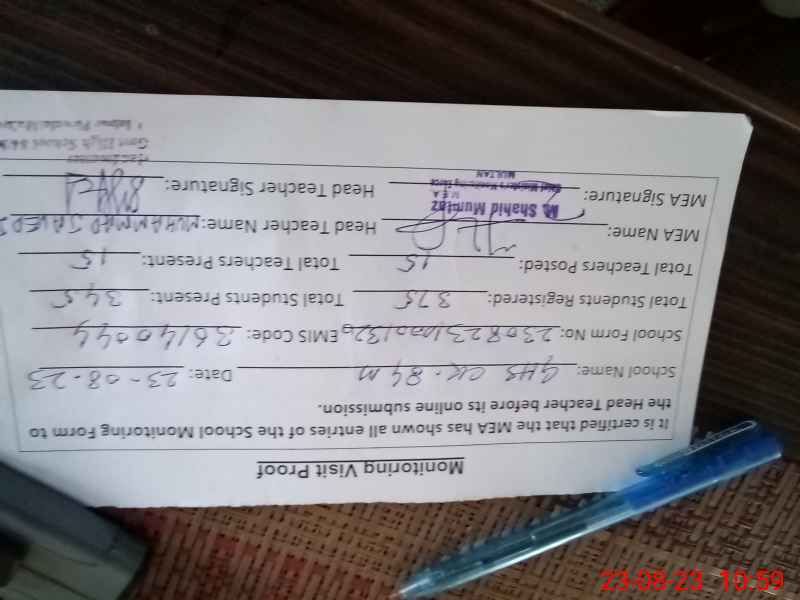 Monitoring Visit Proof
It is certified that the MEA has shown all entries of the School Monitoring Form to
the Head Teacher before its online submission.
School Name: GHS CK. 84 M Date: 23-08-23
School Form No: EMIS Code: 36140044
Total Students Registered: 375 Total Students Present: 345
Total Teachers Posted: 15 Total Teachers Present: 15
MEA Name: Head Teacher Name: MUHAMMAD
M. Shahid Mumtaz
M E A
MEA Signature: Head Teacher Signature:
MULTAN
23-08-23 10:59